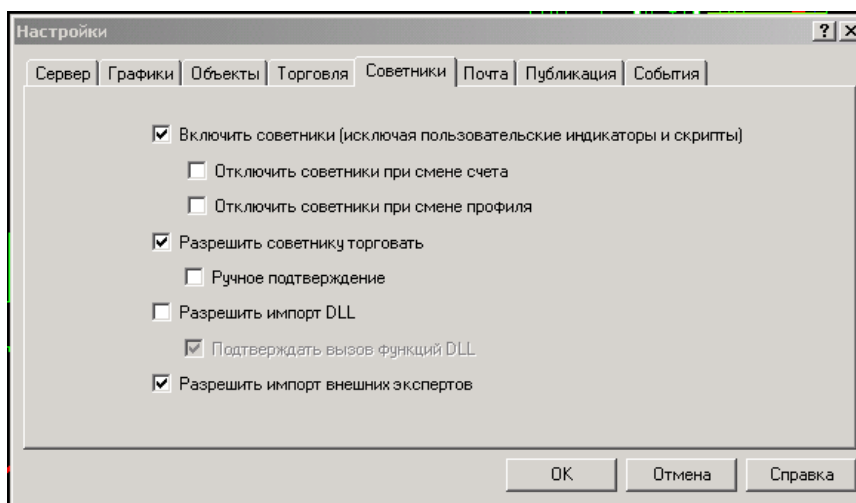 Настройки
Сервер Графики Объекты Торговля Советники Почта Публикация События
Включить советники (исключая пользовательские индикаторы и скрипты)
Отключить советники при смене счета
Отключить советники при смене профиля
Разрешить советнику торговать
Ручное подтверждение
Разрешить импорт DLL
Подтверждать вызов функций DLL
Разрешить импорт внешних экспертов
OK Отмена Справка